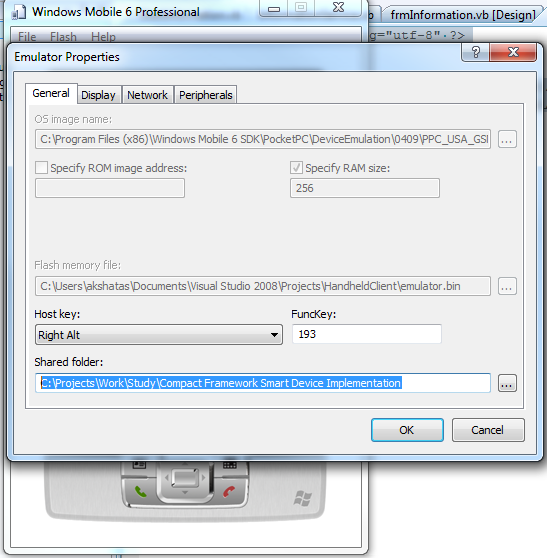 Windows Mobile 6 Professional
frmInformation.vb [Design]
File Flash Help
g="utf-8" ?>
Emulator Properties
General Display Network Peripherals
OS image name:
C:\Program Files (x86)\Windows Mobile 6 SDK\PocketPC\DeviceEmulation\0409\PPC_USA_GSI
...
Specify ROM image address:
Specify RAM size:
256
Flash memory file:
C:\Users\akshatas\Documents\Visual Studio 2008\Projects\HandheldClient\emulator.bin
...
Host key:
FuncKey:
Right Alt
193
Shared folder:
C:\Projects\Work\Study\Compact Framework Smart Device Implementation
...
OK
Cancel